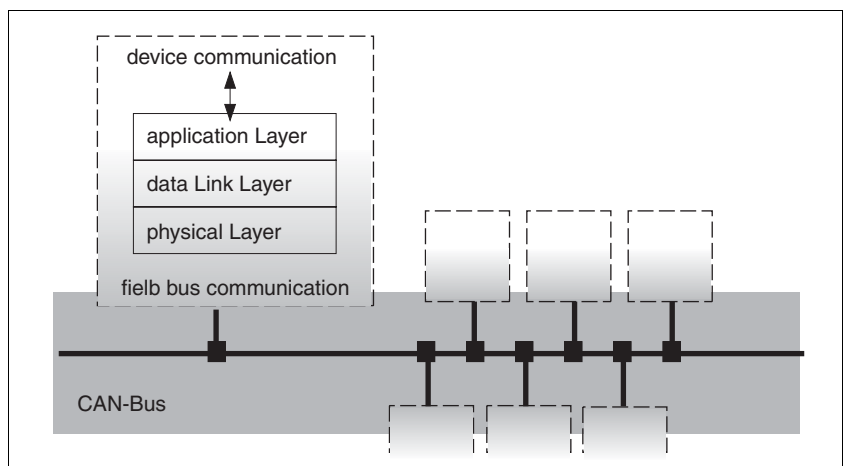 device communication
application Layer
data Link Layer
physical Layer
fielb bus communication
CAN-Bus